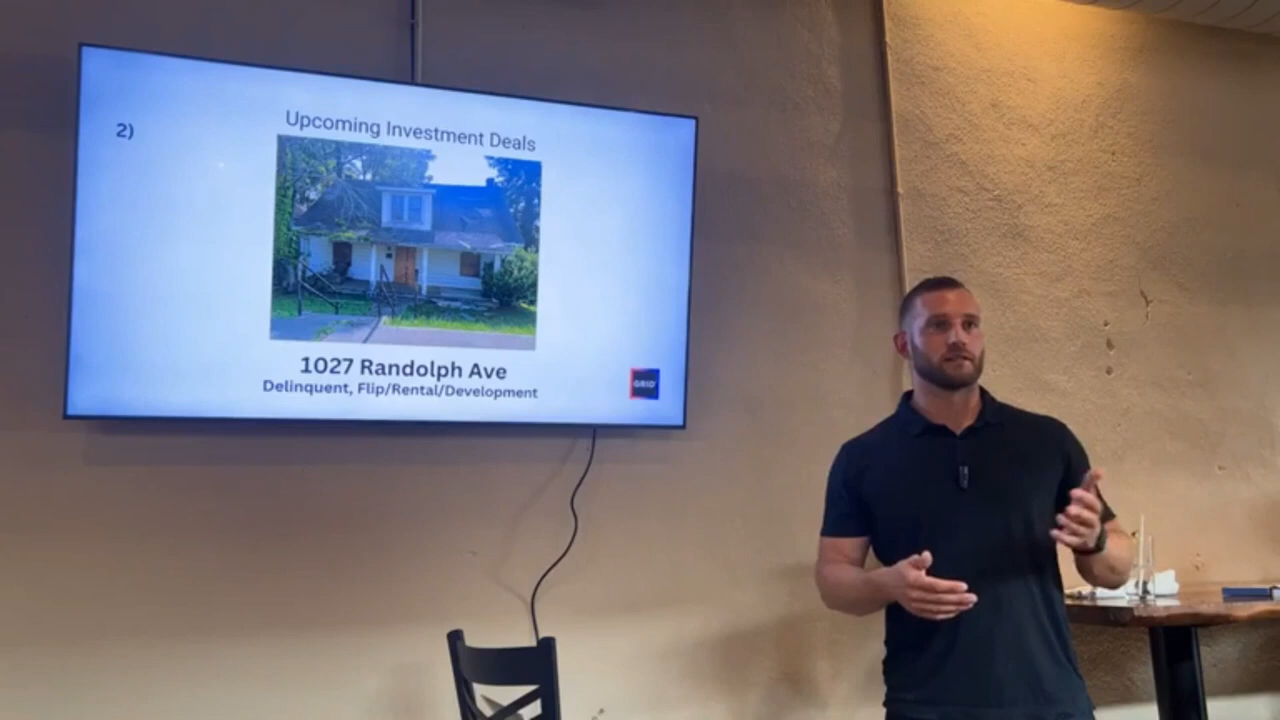 2)
Upcoming Investment Deals
1027 Randolph Ave
Delinquent, Flip/Rental/Development
GRID